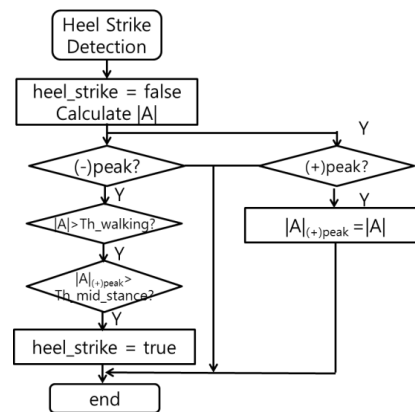 Heel Strike
Detection
heel_strike = false
Calculate |A|
Y
(-)peak?
(+)peak?
Y
Y
|A|>Th_walking?
|A|(+)peak =|A|
Y
|A|(+)peak>
Th_mid_stance?
Y
heel_strike = true
end